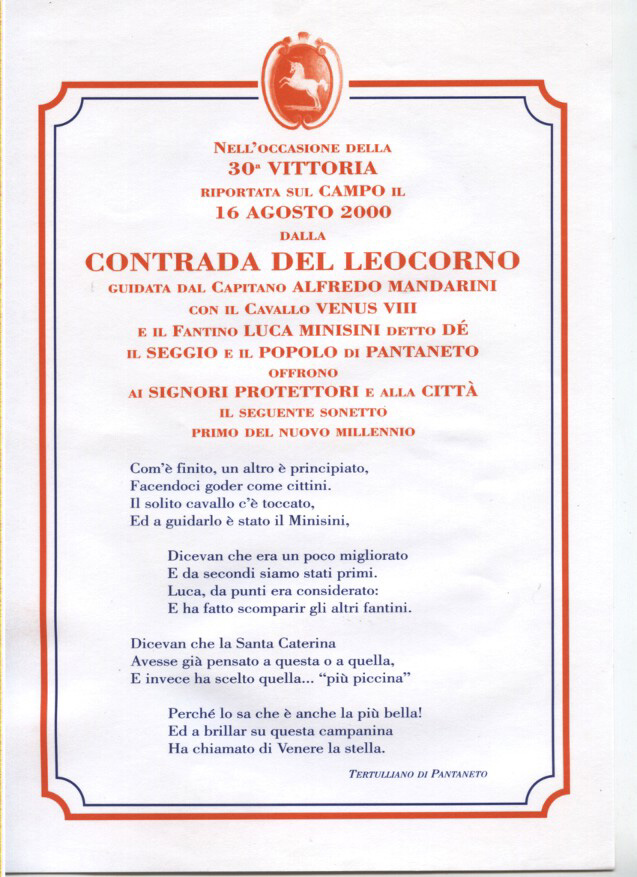 Nell'occasione della
30ª VITTORIA
riportata sul CAMPO il
16 AGOSTO 2000
dalla
CONTRADA DEL LEOCORNO
guidata dal Capitano ALFREDO MANDARINI
con il Cavallo VENUS VIII
e il Fantino LUCA MINISINI detto DÉ
il SEGGIO e il POPOLO di PANTANETO
offrono
ai SIGNORI PROTETTORI e alla CITTÀ
il seguente sonetto
primo del nuovo millennio
Com'è finito, un altro è principiato,
Facendoci goder come cittini.
Il solito cavallo c'è toccato,
Ed a guidarlo è stato il Minisini,
Dicevan che era un poco migliorato
E da secondi siamo stati primi.
Luca, da punti era considerato:
E ha fatto scomparir gli altri fantini.
Dicevan che la Santa Caterina
Avesse già pensato a questa o a quella,
E invece ha scelto quella... “più piccina”
Perché lo sa che è anche la più bella!
Ed a brillar su questa campanina
Ha chiamato di Venere la stella.
Tertulliano di Pantaneto